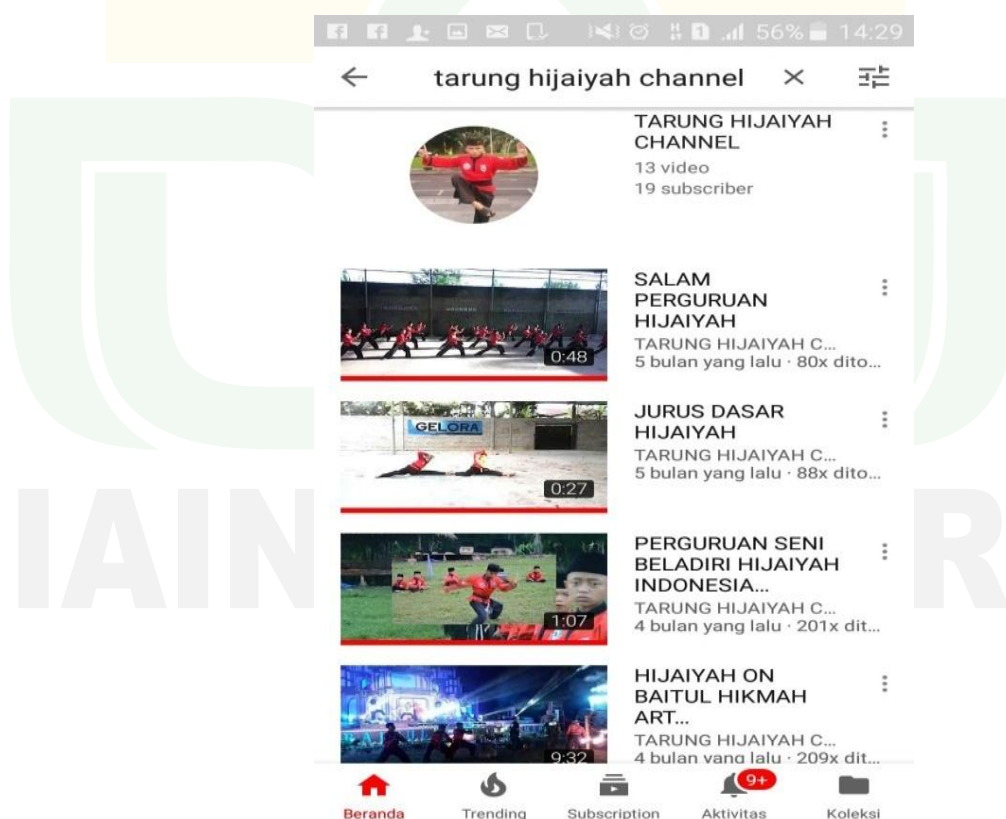 56% 14:29
tarung hijaiyah channel
TARUNG HIJAIYAH
CHANNEL
13 video
19 subscriber
SALAM
PERGURUAN
HIJAIYAH
TARUNG HIJAIYAH C...
5 bulan yang lalu · 80x dito...
0:48
JURUS DASAR
HIJAIYAH
TARUNG HIJAIYAH C...
5 bulan yang lalu · 88x dito...
GELORA
0:27
PERGURUAN SENI
BELADIRI HIJAIYAH
INDONESIA...
TARUNG HIJAIYAH C...
4 bulan yang lalu · 201x dit...
1:07
HIJAIYAH ON
BAITUL HIKMAH
ART...
TARUNG HIJAIYAH C...
4 bulan yang lalu · 209x dit...
9:32
9+
Beranda Trending Subscription Aktivitas Koleksi
IAIN R